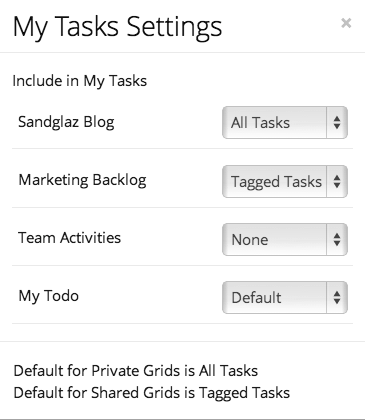 My Tasks Settings ×
Include in My Tasks
Sandglaz Blog All Tasks
Marketing Backlog Tagged Tasks
Team Activities None
My Todo Default
Default for Private Grids is All Tasks
Default for Shared Grids is Tagged Tasks